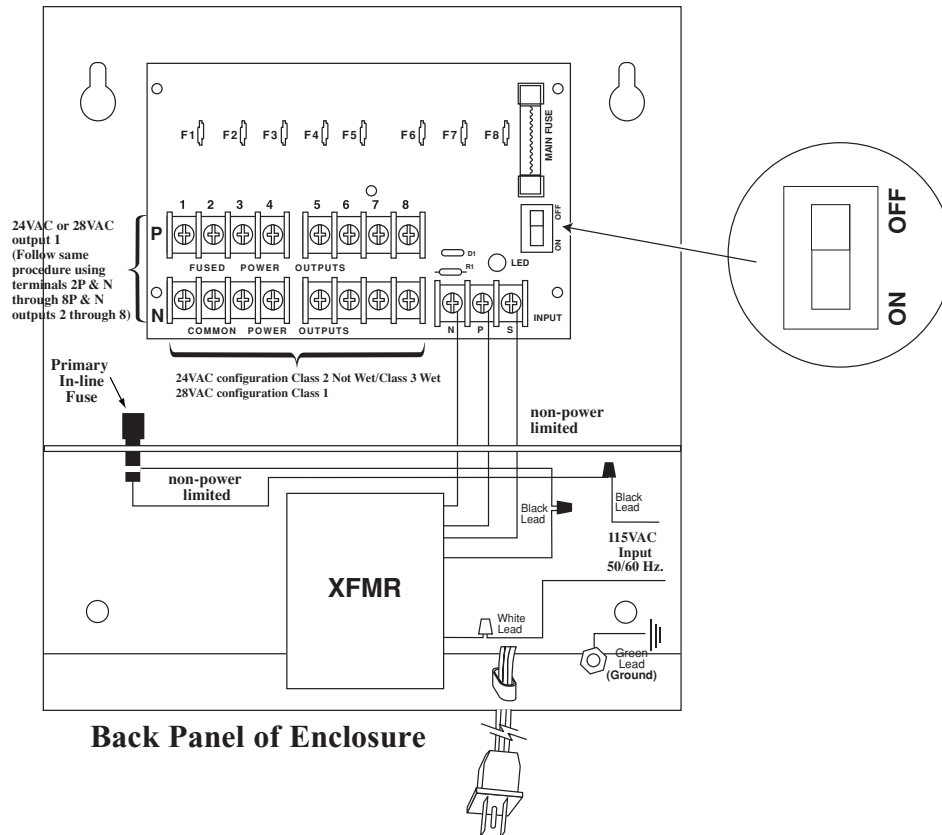 F1 F2 F3 F4 F5 F6 F7 F8
MAIN FUSE
1 2 3 4 5 6 7 8
OFF
ON
P
FUSED POWER OUTPUTS
D1
R1
LED
N
COMMON POWER OUTPUTS
N P S
INPUT
24VAC or 28VAC
output 1
(Follow same
procedure using
terminals 2P & N
through 8P & N
outputs 2 through 8)
OFF
ON
24VAC configuration Class 2 Not Wet/Class 3 Wet
28VAC configuration Class 1
Primary
In-line
Fuse
non-power
limited
non-power
limited
Black
Lead
Black
Lead
115VAC
Input
50/60 Hz.
XFMR
White
Lead
Green
Lead
(Ground)
Back Panel of Enclosure